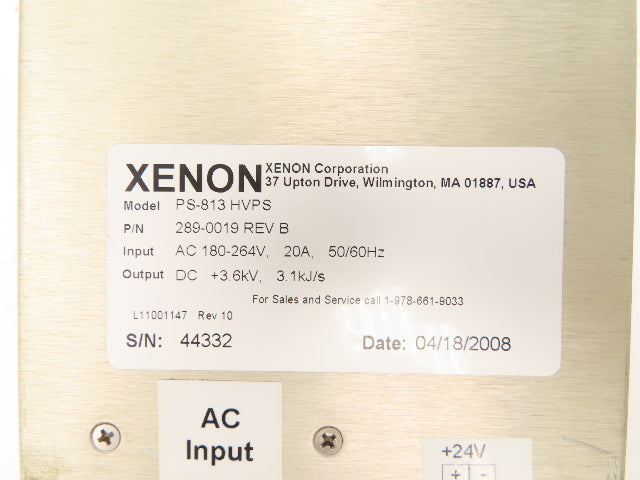 XENON XENON Corporation
37 Upton Drive, Wilmington, MA 01887, USA
Model PS-813 HVPS
P/N 289-0019 REV B
Input AC 180-264V, 20A, 50/60Hz
Output DC +3.6kV, 3.1kJ/s
For Sales and Service call 1-978-661-9033
L11001147 Rev 10
S/N: 44332 Date: 04/18/2008
AC
Input
+24V
+ -